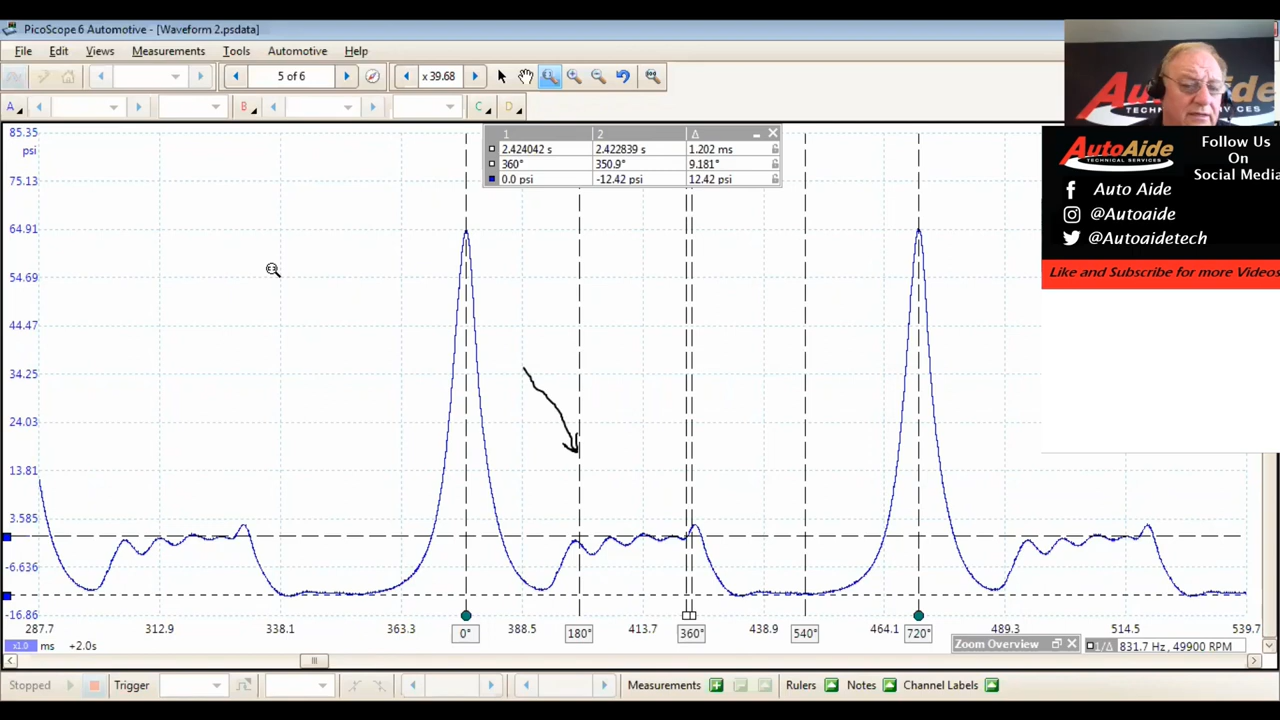 PicoScope 6 Automotive - [Waveform 2.psdata]
File Edit Views Measurements Tools Automotive Help
5 of 6 x 39.68
A B C D
85.35
psi
75.13
64.91
54.69
44.47
34.25
24.03
13.81
3.585
-6.636
-16.86
1 2 Δ
2.424042 s 2.422839 s 1.202 ms
360° 350.9° 9.181°
0.0 psi -12.42 psi 12.42 psi
AutoAide
TECHNICAL SERVICES
Follow Us
On
Social Media
Auto Aide
@Autoaide
@Autoaidetech
Like and Subscribe for more Videos
287.7 312.9 338.1 363.3 388.5 413.7 438.9 464.1 489.3 514.5 539.7
0° 180° 360° 540° 720°
x1.0 ms +2.0s
Zoom Overview
1/Δ 831.7 Hz, 49900 RPM
Stopped Trigger Measurements Rulers Notes Channel Labels